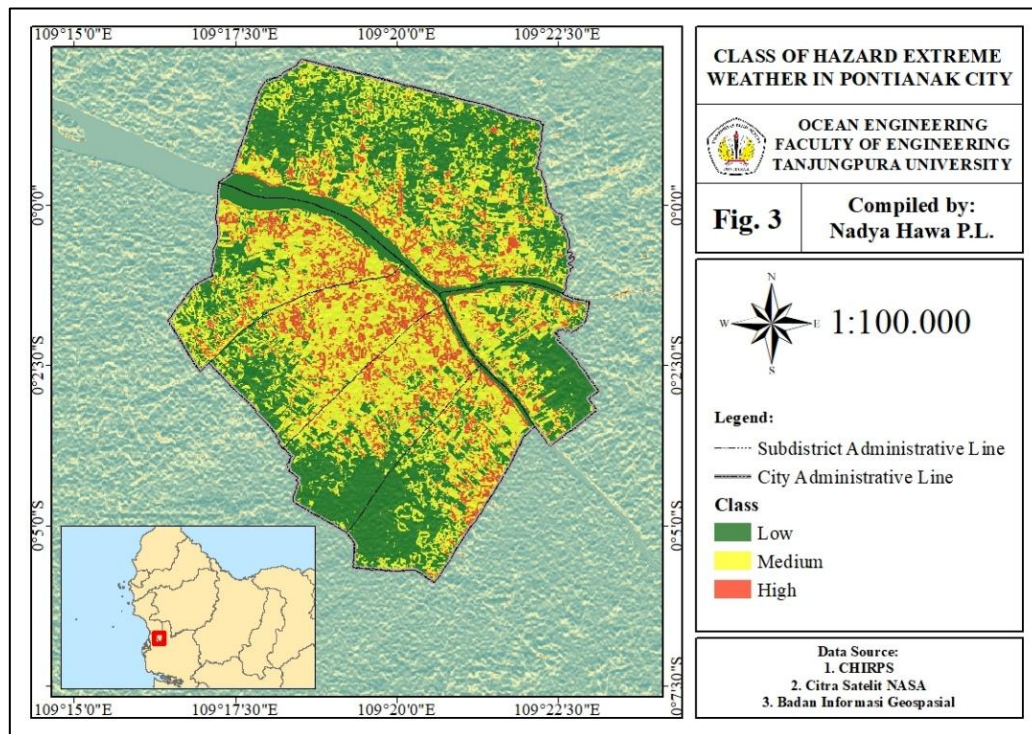 109°15'0"E 109°17'30"E 109°20'0"E 109°22'30"E
0°0'0"
0°2'30"S
0°5'0"S
0°0'0"
0°2'30"S
0°5'0"S
0°7'30"S
109°15'0"E 109°17'30"E 109°20'0"E 109°22'30"E
CLASS OF HAZARD EXTREME
WEATHER IN PONTIANAK CITY
OCEAN ENGINEERING
FACULTY OF ENGINEERING
TANJUNGPURA UNIVERSITY
Fig. 3
Compiled by:
Nadya Hawa P.L.
N
W E
S
1:100.000
Legend:
Subdistrict Administrative Line
City Administrative Line
Class
Low
Medium
High
Data Source:
1. CHIRPS
2. Citra Satelit NASA
3. Badan Informasi Geospasial